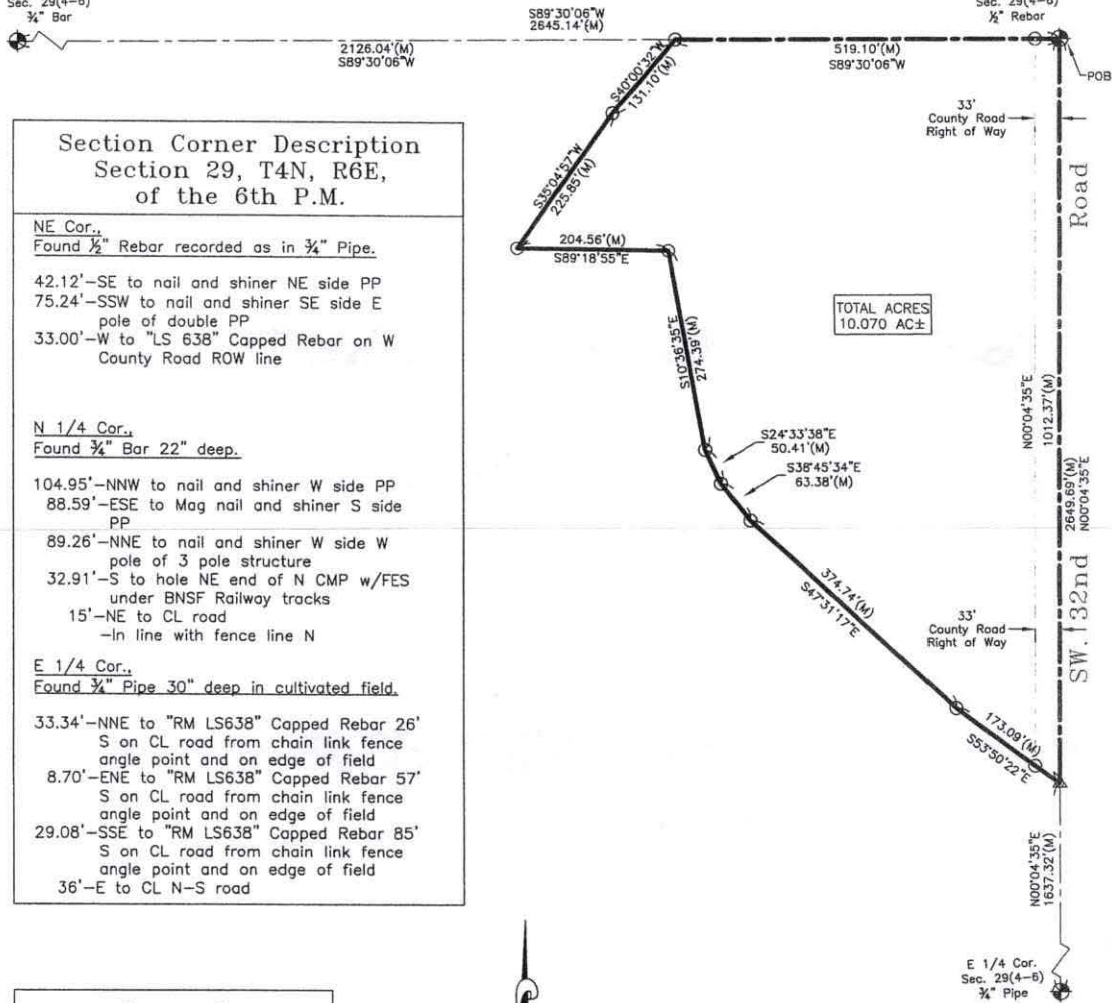 Sec. 29(4-6)
¾" Bar
S89°30'06"W
2645.14'(M)
Sec. 29(4-6)
½" Rebar
2126.04'(M)
S89°30'06"W
519.10'(M)
S89°30'06"W
POB
S40°00'32"W
131.10'(M)
33'
County Road
Right of Way
Road
S35°04'57"W
225.85'(M)
204.56'(M)
S89°18'55"E
TOTAL ACRES
10.070 AC±
S10°36'35"E
274.39'(M)
N00°04'35"E
1012.37'(M)
S24°33'38"E
50.41'(M)
S38°45'34"E
63.38'(M)
2649.69'(M)
N00°04'35"E
374.74'(M)
S47°31'17"E
33'
County Road
Right of Way
SW. 132nd
173.09'(M)
S53°50'22"E
N00°04'35"E
1637.32'(M)
E 1/4 Cor.
Sec. 29(4-6)
¾" Pipe
Section Corner Description
Section 29, T4N, R6E,
of the 6th P.M.
NE Cor.,
Found ½" Rebar recorded as in ¾" Pipe.
42.12'-SE to nail and shiner NE side PP
75.24'-SSW to nail and shiner SE side E
pole of double PP
33.00'-W to "LS 638" Capped Rebar on W
County Road ROW line
N 1/4 Cor.,
Found ¾" Bar 22" deep.
104.95'-NNW to nail and shiner W side PP
88.59'-ESE to Mag nail and shiner S side
PP
89.26'-NNE to nail and shiner W side W
pole of 3 pole structure
32.91'-S to hole NE end of N CMP w/FES
under BNSF Railway tracks
15'-NE to CL road
-In line with fence line N
E 1/4 Cor.,
Found ¾" Pipe 30" deep in cultivated field.
33.34'-NNE to "RM LS638" Capped Rebar 26'
S on CL road from chain link fence
angle point and on edge of field
8.70'-ENE to "RM LS638" Capped Rebar 57'
S on CL road from chain link fence
angle point and on edge of field
29.08'-SSE to "RM LS638" Capped Rebar 85'
S on CL road from chain link fence
angle point and on edge of field
36'-E to CL N-S road